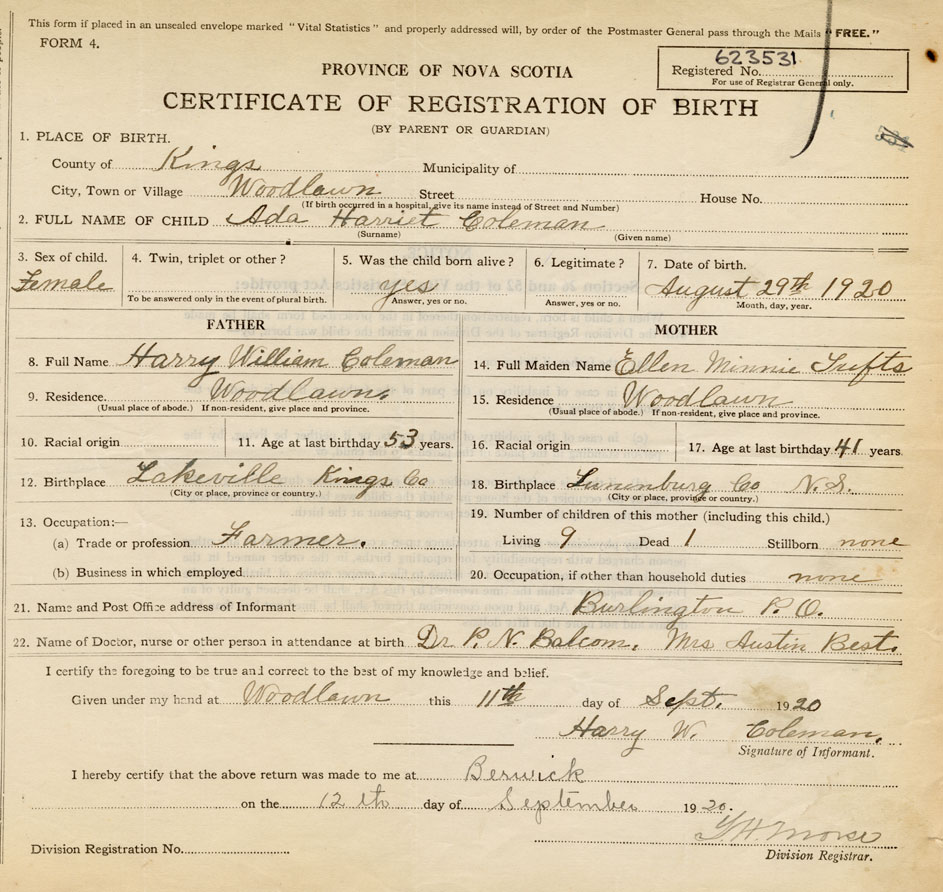 This form if placed in an unsealed envelope marked "Vital Statistics" and properly addressed will, by order of the Postmaster General pass through the Mails "FREE."
FORM 4.
623531
Registered No.
For use of Registrar General only.
PROVINCE OF NOVA SCOTIA
CERTIFICATE OF REGISTRATION OF BIRTH
(BY PARENT OR GUARDIAN)
1. PLACE OF BIRTH.
County of Kings Municipality of
City, Town or Village Woodlawn Street House No.
(If birth occurred in a hospital, give its name instead of Street and Number)
2. FULL NAME OF CHILD Ada Harriet Coleman
(Surname) (Given name)
3. Sex of child. 4. Twin, triplet or other? 5. Was the child born alive? 6. Legitimate? 7. Date of birth.
Female yes August 29th 1920
To be answered only in the event of plural birth. Answer, yes or no. Answer, yes or no. Month, day, year.
FATHER
8. Full Name Harry William Coleman
9. Residence. Woodlawn.
(Usual place of abode.) If non-resident, give place and province.
10. Racial origin 11. Age at last birthday 53 years.
12. Birthplace Lakeville Kings Co
(City or place, province or country.)
13. Occupation:—
(a) Trade or profession Farmer.
(b) Business in which employed
MOTHER
14. Full Maiden Name Ellen Minnie Tufts
15. Residence Woodlawn
(Usual place of abode.) If non-resident, give place and province.
16. Racial origin 17. Age at last birthday 41 years
18. Birthplace Lunenburg Co N.S.
(City or place, province or country.)
19. Number of children of this mother (including this child.)
Living 9 Dead 1 Stillborn none
20. Occupation, if other than household duties none
21. Name and Post Office address of Informant Burlington P.O.
22. Name of Doctor, nurse or other person in attendance at birth Dr P. N. Balcom. Mrs Austin Best.
I certify the foregoing to be true and correct to the best of my knowledge and belief.
Given under my hand at Woodlawn this 11th day of Sept. 1920
Harry W. Coleman.
Signature of Informant.
I hereby certify that the above return was made to me at Berwick
on the 12th day of September 1920.
Morse
Division Registrar.
Division Registration No.